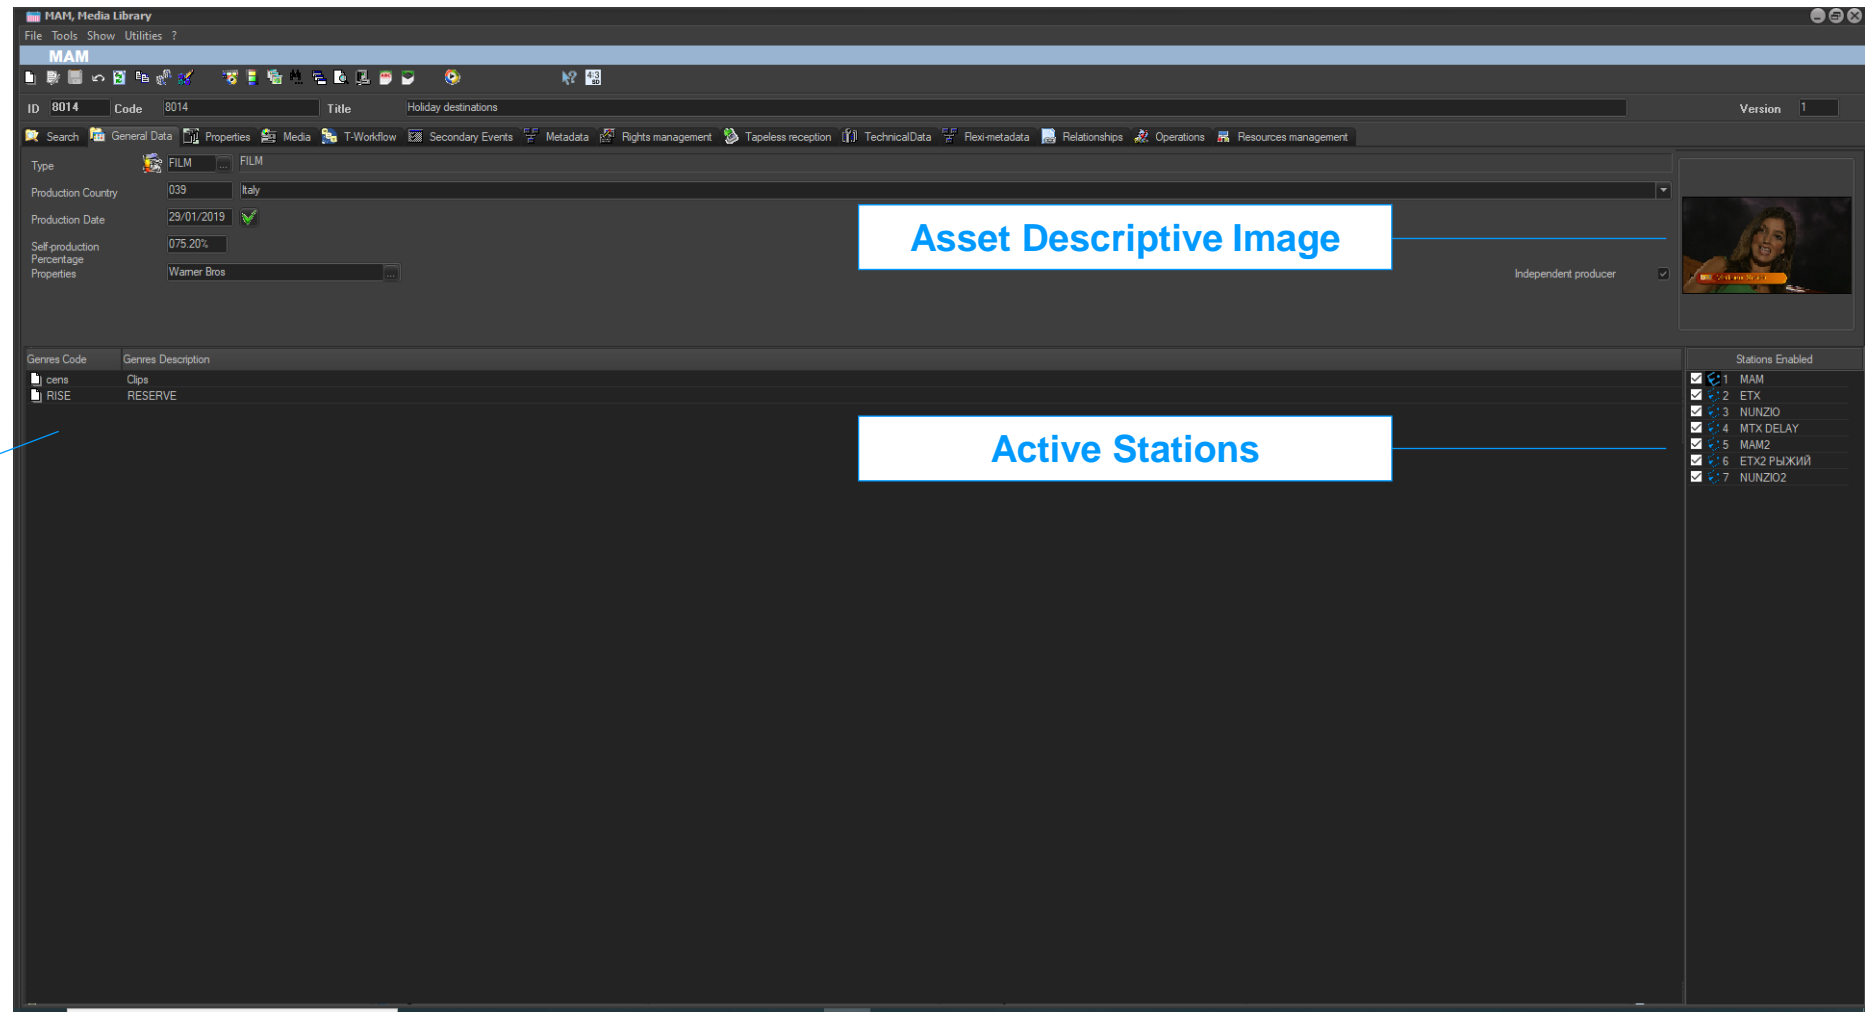 MAM, Media Library
File Tools Show Utilities ?
MAM
4:3 SD
ID 8014 Code 8014 Title Holiday destinations Version 1
Search General Data Properties Media T-Workflow Secondary Events Metadata Rights management Tapeless reception TechnicalData Flexi-metadata Relationships Operations Resources management
Type FILM ... FILM
Production Country 039 Italy
Production Date 29/01/2019
Asset Descriptive Image
Self-production Percentage 075.20%
Properties Warner Bros ... Independent producer
Genres Code Genres Description Stations Enabled
cens Clips
RISE RESERVE
1 MAM
2 ETX
3 NUNZIO
4 MTX DELAY
5 MAM2
6 ETX2 РЫЖИЙ
7 NUNZIO2
Active Stations